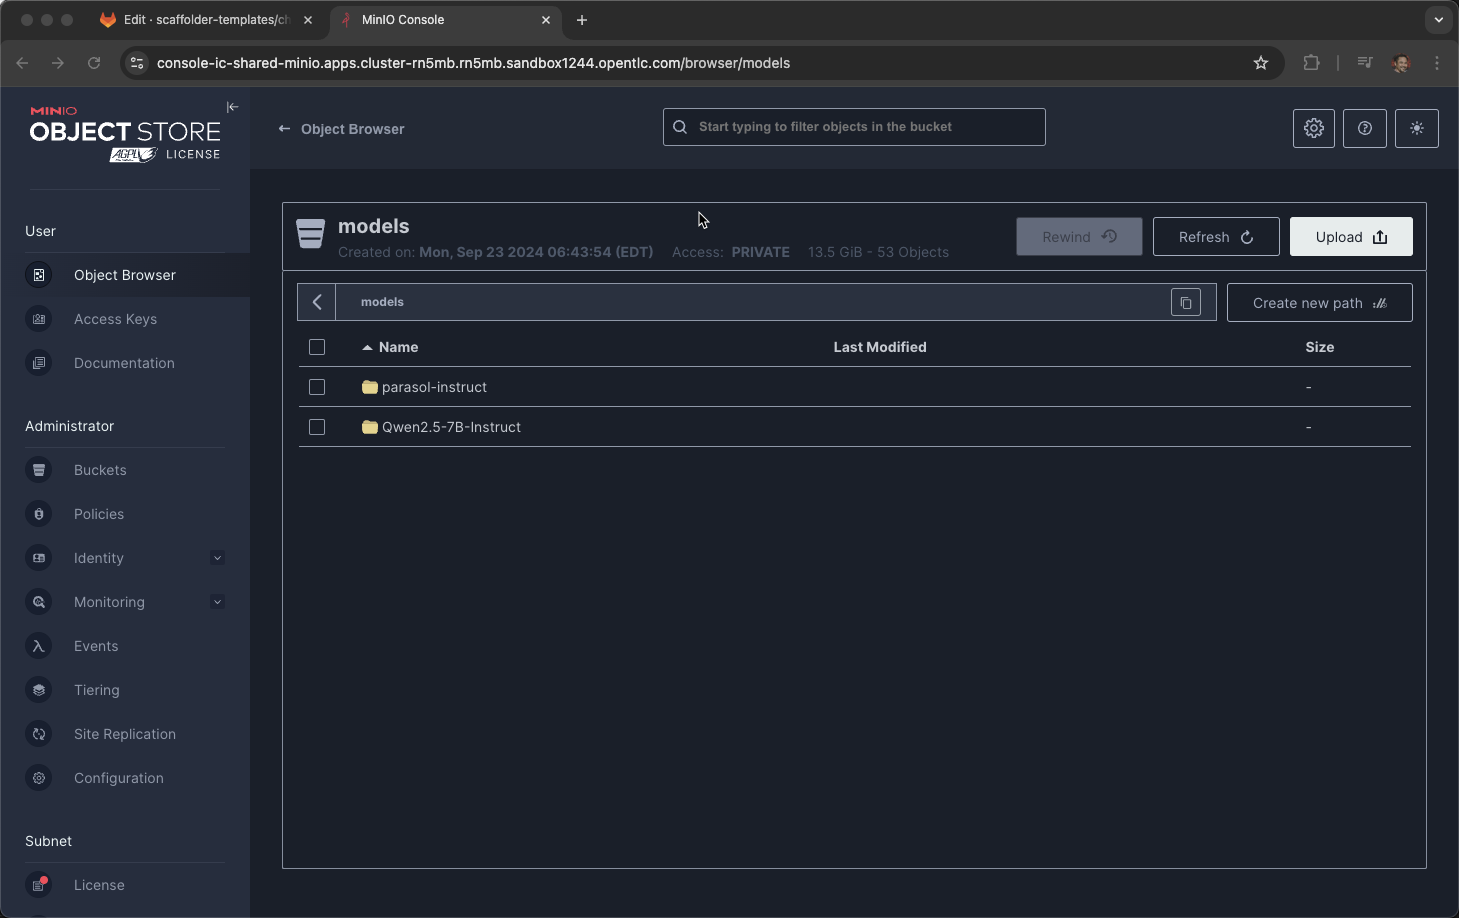 Edit · scaffolder-templates/ch
MinIO Console
console-ic-shared-minio.apps.cluster-rn5mb.rn5mb.sandbox1244.opentlc.com/browser/models
MINIO
OBJECT STORE
AGPLv3 LICENSE
Object Browser
Start typing to filter objects in the bucket
User
Object Browser
Access Keys
Documentation
Administrator
Buckets
Policies
Identity
Monitoring
Events
Tiering
Site Replication
Configuration
Subnet
License
models
Created on: Mon, Sep 23 2024 06:43:54 (EDT) Access: PRIVATE 13.5 GiB - 53 Objects
Rewind
Refresh
Upload
models
Create new path
Name Last Modified Size
parasol-instruct -
Qwen2.5-7B-Instruct -